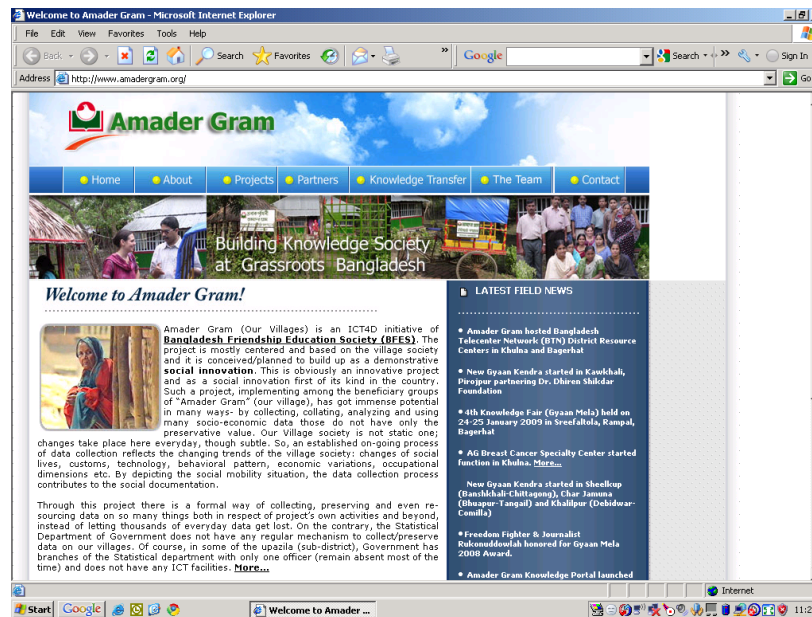 Welcome to Amader Gram - Microsoft Internet Explorer
File Edit View Favorites Tools Help
Back Search Favorites » Google Search » Sign In
Address http://www.amadergram.org/ Go
Amader Gram
Home About Projects Partners Knowledge Transfer The Team Contact
Building Knowledge Society
at Grassroots Bangladesh
Welcome to Amader Gram!
Amader Gram (Our Villages) is an ICT4D initiative of
Bangladesh Friendship Education Society (BFES). The
project is mostly centered and based on the village society
and it is conceived/planned to build up as a demonstrative
social innovation. This is obviously an innovative project
and as a social innovation first of its kind in the country.
Such a project, implementing among the beneficiary groups
of "Amader Gram" (our village), has got immense potential
in many ways- by collecting, collating, analyzing and using
many socio-economic data those do not have only the
preservative value. Our Village society is not static one;
changes take place here everyday, though subtle. So, an established on-going process
of data collection reflects the changing trends of the village society: changes of social
lives, customs, technology, behavioral pattern, economic variations, occupational
dimensions etc. By depicting the social mobility situation, the data collection process
contributes to the social documentation.
Through this project there is a formal way of collecting, preserving and even re-
sourcing data on so many things both in respect of project's own activities and beyond,
instead of letting thousands of everyday data get lost. On the contrary, the Statistical
Department of Government does not have any regular mechanism to collect/preserve
data on our villages. Of course, in some of the upazila (sub-district), Government has
branches of the Statistical department with only one officer (remain absent most of the
time) and does not have any ICT facilities. More...
LATEST FIELD NEWS
Amader Gram hosted Bangladesh
Telecenter Network (BTN) District Resource
Centers in Khulna and Bagerhat
New Gyaan Kendra started in Kawkhali,
Pirojpur partnering Dr. Dhiren Shikdar
Foundation
4th Knowledge Fair (Gyaan Mela) held on
24-25 January 2009 in Sreefaltola, Rampal,
Bagerhat
AG Breast Cancer Specialty Center started
function in Khulna. More...
New Gyaan Kendra started in Sheelkup
(Banshkhali-Chittagong), Char Jamuna
(Bhuapur-Tangail) and Khalilpur (Debidwar-
Comilla)
Freedom Fighter & Journalist
Rukonuddowlah honored for Gyaan Mela
2008 Award.
Amader Gram Knowledge Portal launched
Internet
Start Google Welcome to Amader ... 11:2